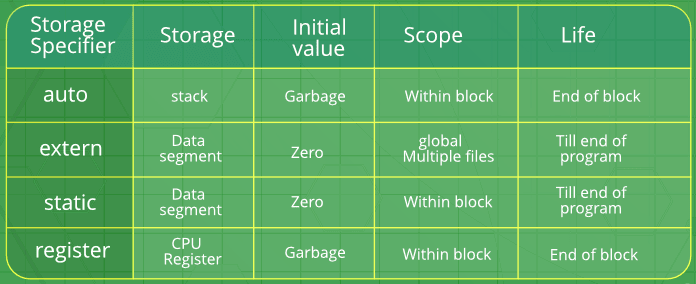 Storage Specifier Storage Initial value Scope Life
auto stack Garbage Within block End of block
extern Data segment Zero global Multiple files Till end of program
static Data segment Zero Within block Till end of program
register CPU Register Garbage Within block End of block